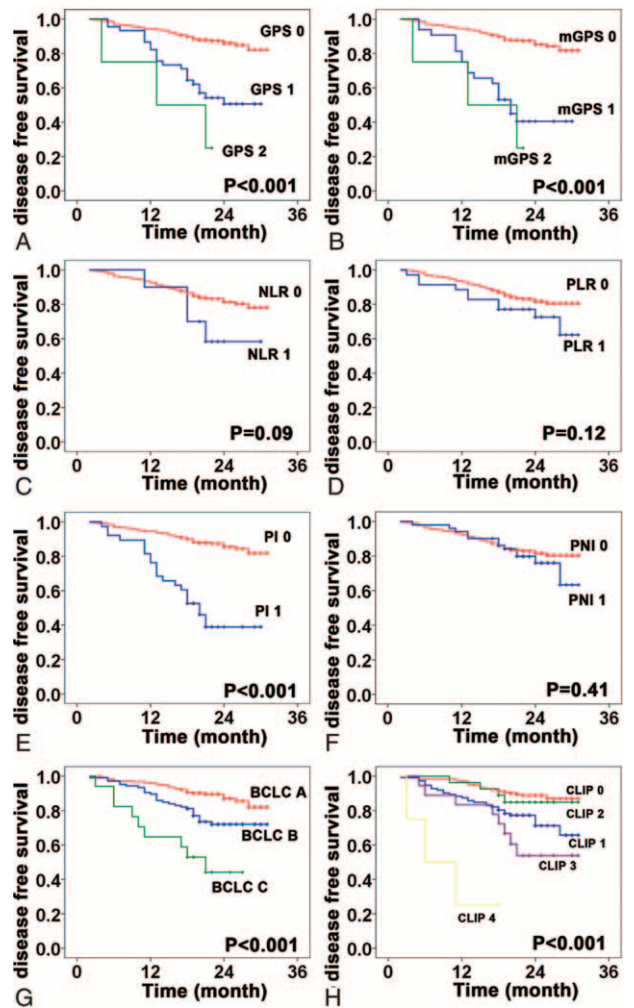 disease free survival
1.0
0.8
0.6
0.4
0.2
0.0
GPS 0
GPS 1
GPS 2
P<0.001
0 12 24 36
Time (month)
A
disease free survival
1.0
0.8
0.6
0.4
0.2
0.0
mGPS 0
mGPS 1
mGPS 2
P<0.001
0 12 24 36
Time (month)
B
disease free survival
1.0
0.8
0.6
0.4
0.2
0.0
NLR 0
NLR 1
P=0.09
0 12 24 36
Time (month)
C
disease free survival
1.0
0.8
0.6
0.4
0.2
0.0
PLR 0
PLR 1
P=0.12
0 12 24 36
Time (month)
D
disease free survival
1.0
0.8
0.6
0.4
0.2
0.0
PI 0
PI 1
P<0.001
0 12 24 36
Time (month)
E
disease free survival
1.0
0.8
0.6
0.4
0.2
0.0
PNI 0
PNI 1
P=0.41
0 12 24 36
Time (month)
F
disease free survival
1.0
0.8
0.6
0.4
0.2
0.0
BCLC A
BCLC B
BCLC C
P<0.001
0 12 24 36
Time (month)
G
disease free survival
1.0
0.8
0.6
0.4
0.2
0.0
CLIP 0
CLIP 2
CLIP 1
CLIP 3
CLIP 4
P<0.001
0 12 24 36
Time (month)
H